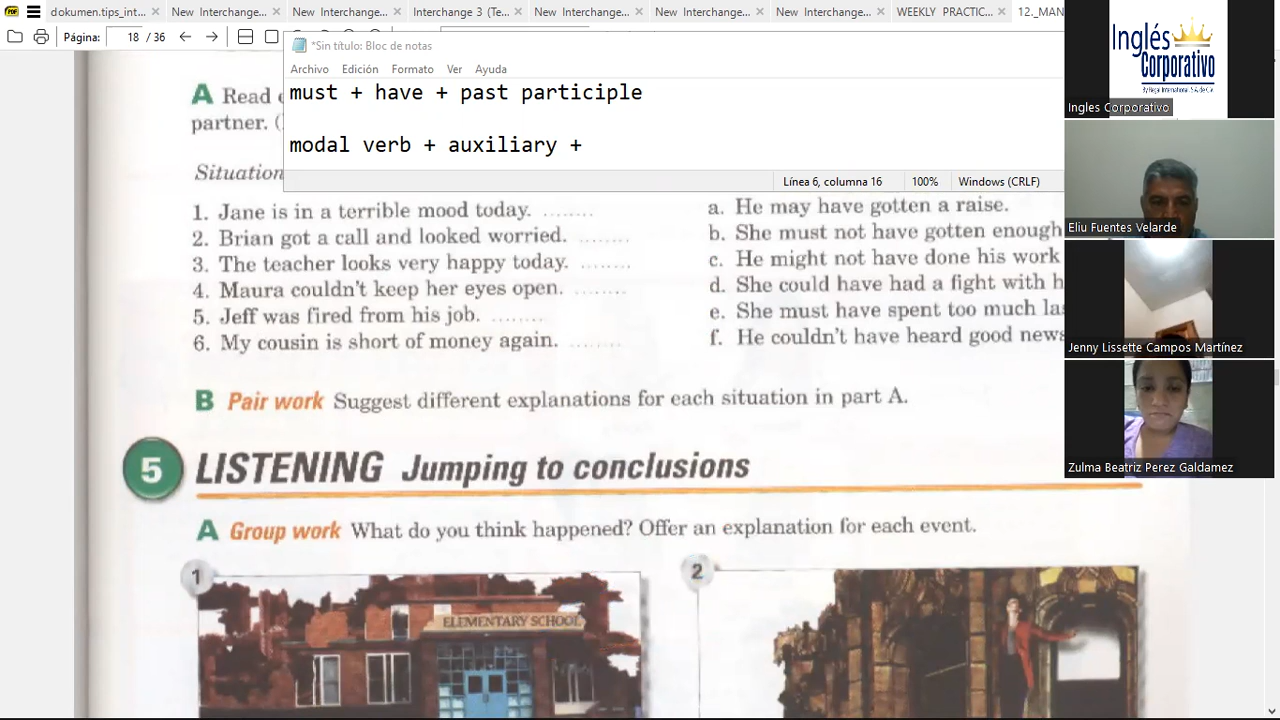 dokumen.tips_int...
New Interchange...
New Interchange...
Interchange 3 (Te...
New Interchange...
New Interchange...
New Interchange...
WEEKLY PRACTIC...
12._MAN
Página:
18 / 36
*Sin título: Bloc de notas
Archivo Edición Formato Ver Ayuda
must + have + past participle
modal verb + auxiliary +
Línea 6, columna 16 100% Windows (CRLF)
A Read
partner.
Situation
1. Jane is in a terrible mood today. ........
2. Brian got a call and looked worried. ........
3. The teacher looks very happy today. ........
4. Maura couldn't keep her eyes open. ........
5. Jeff was fired from his job. ........
6. My cousin is short of money again. ........
a. He may have gotten a raise.
b. She must not have gotten enough
c. He might not have done his work
d. She could have had a fight with h
e. She must have spent too much las
f. He couldn't have heard good news
B Pair work Suggest different explanations for each situation in part A.
5 LISTENING Jumping to conclusions
A Group work What do you think happened? Offer an explanation for each event.
1
ELEMENTARY SCHOOL
2
Inglés
Corporativo
Ingles Corporativo
Eliu Fuentes Velarde
Jenny Lissette Campos Martínez
Zulma Beatriz Perez Galdamez